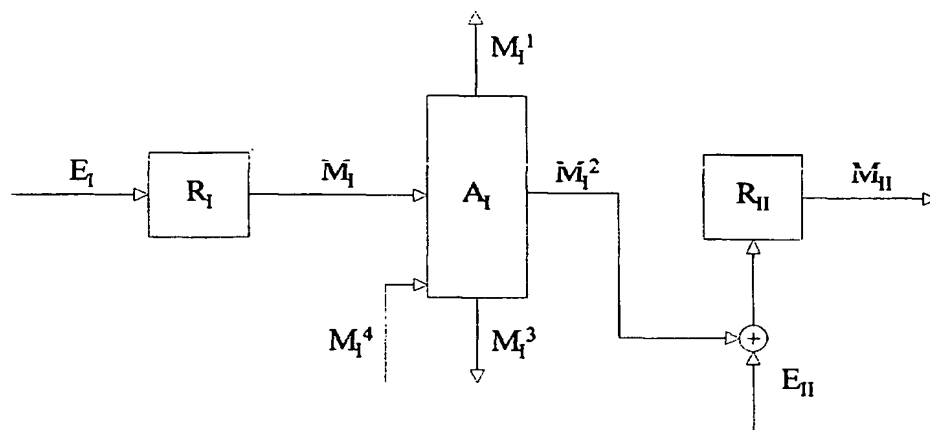 M_I^1
E_I
R_I
M_I
A_I
M_I^2
R_II
M_II
M_I^4
M_I^3
+
E_II